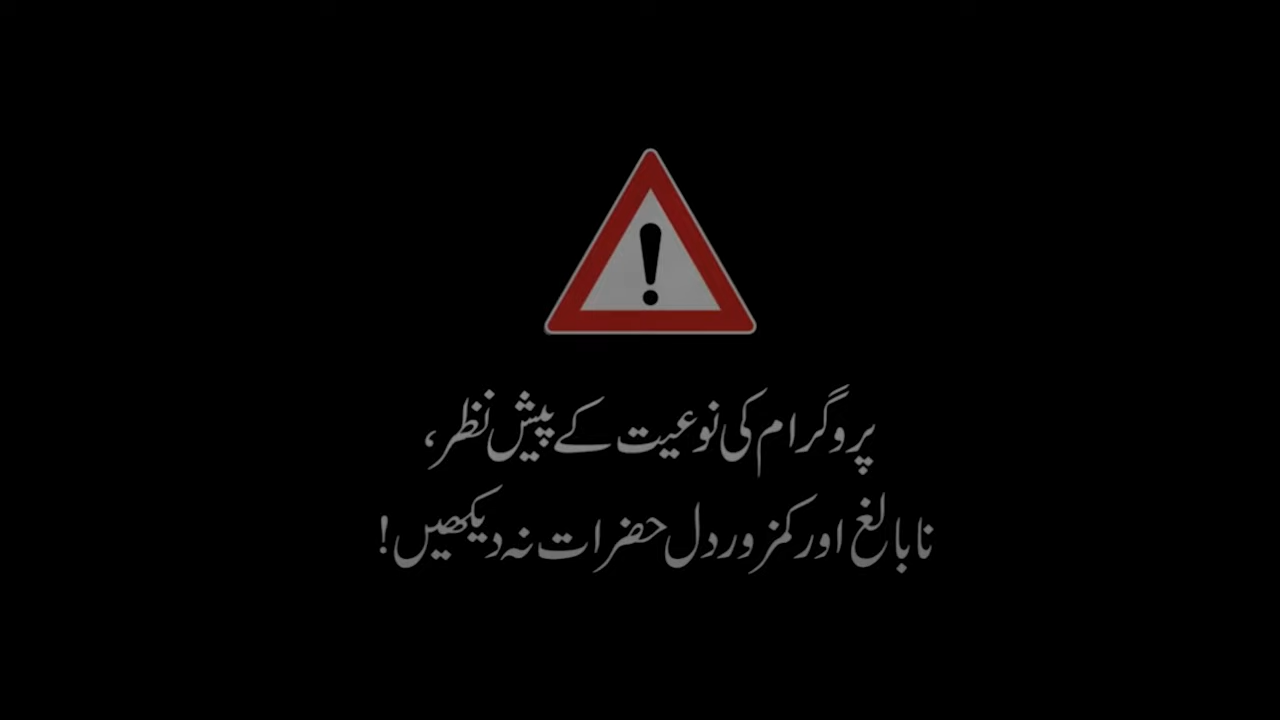 پروگرام کی نوعیت کے پیش نظر،
نابالغ اور کمزور دل حضرات نہ دیکھیں!